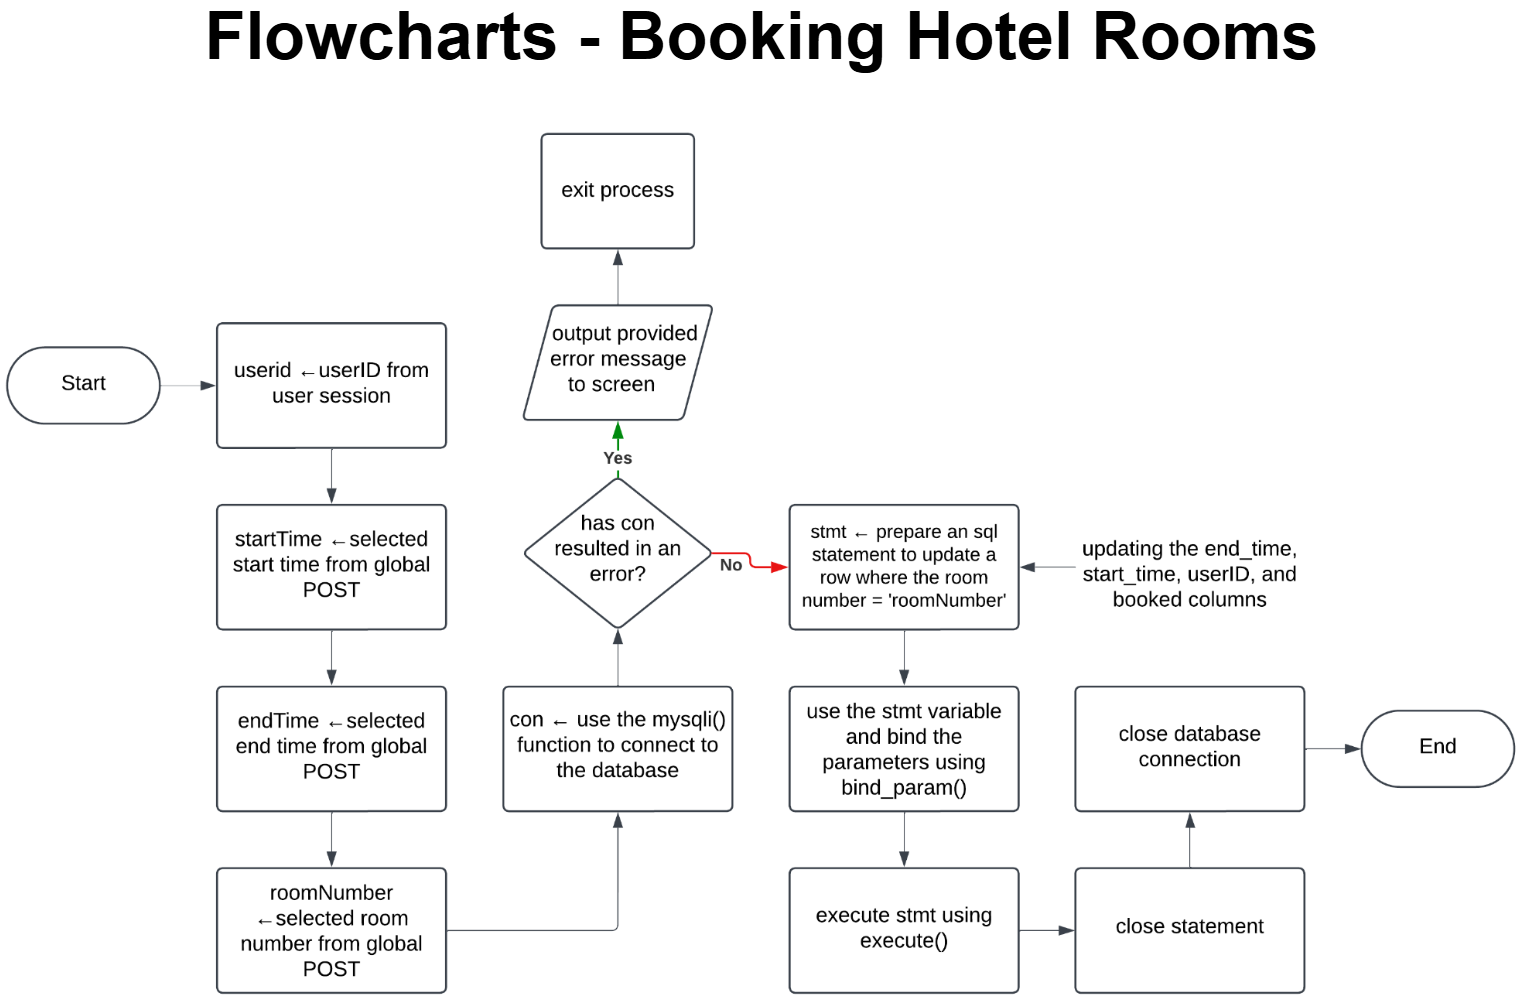 Flowcharts - Booking Hotel Rooms
Start
userid ←userID from
user session
startTime ←selected
start time from global
POST
endTime ←selected
end time from global
POST
roomNumber
←selected room
number from global
POST
con ← use the mysqli()
function to connect to
the database
has con
resulted in an
error?
Yes
output provided
error message
to screen
exit process
No
stmt ← prepare an sql
statement to update a
row where the room
number = 'roomNumber'
updating the end_time,
start_time, userID, and
booked columns
use the stmt variable
and bind the
parameters using
bind_param()
execute stmt using
execute()
close statement
close database
connection
End